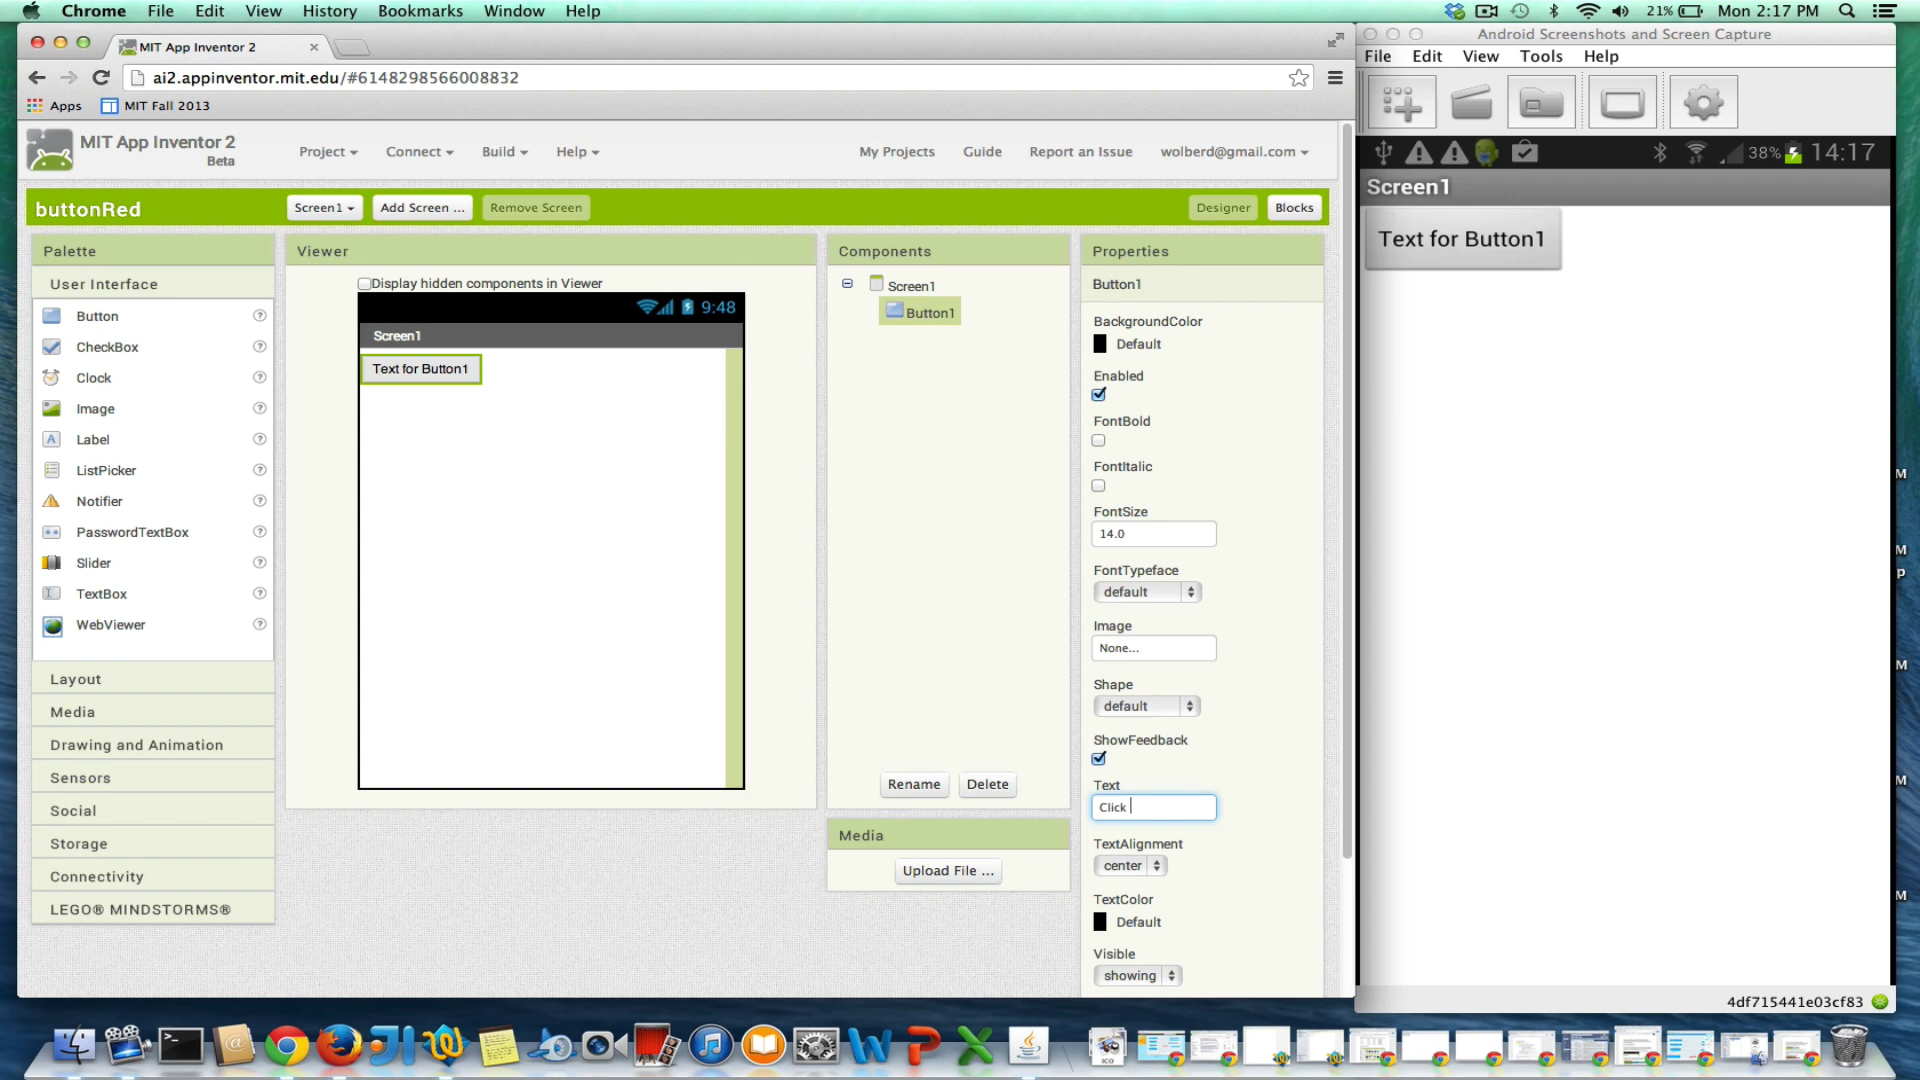 Chrome File Edit View History Bookmarks Window Help
21% Mon 2:17 PM
MIT App Inventor 2
ai2.appinventor.mit.edu/#6148298566008832
Apps MIT Fall 2013
MIT App Inventor 2
Beta
Project Connect Build Help
My Projects Guide Report an Issue wolberd@gmail.com
buttonRed
Screen1 Add Screen ... Remove Screen
Designer Blocks
Palette
User Interface
Button
CheckBox
Clock
Image
Label
ListPicker
Notifier
PasswordTextBox
Slider
TextBox
WebViewer
Layout
Media
Drawing and Animation
Sensors
Social
Storage
Connectivity
LEGO® MINDSTORMS®
Viewer
Display hidden components in Viewer
9:48
Screen1
Text for Button1
Components
Screen1
Button1
Rename Delete
Media
Upload File ...
Properties
Button1
BackgroundColor
Default
Enabled
FontBold
FontItalic
FontSize
14.0
FontTypeface
default
Image
None...
Shape
default
ShowFeedback
Text
Click
TextAlignment
center
TextColor
Default
Visible
showing
Android Screenshots and Screen Capture
File Edit View Tools Help
38% 14:17
Screen1
Text for Button1
4df715441e03cf83
M
M
p
M
M
M
ICO